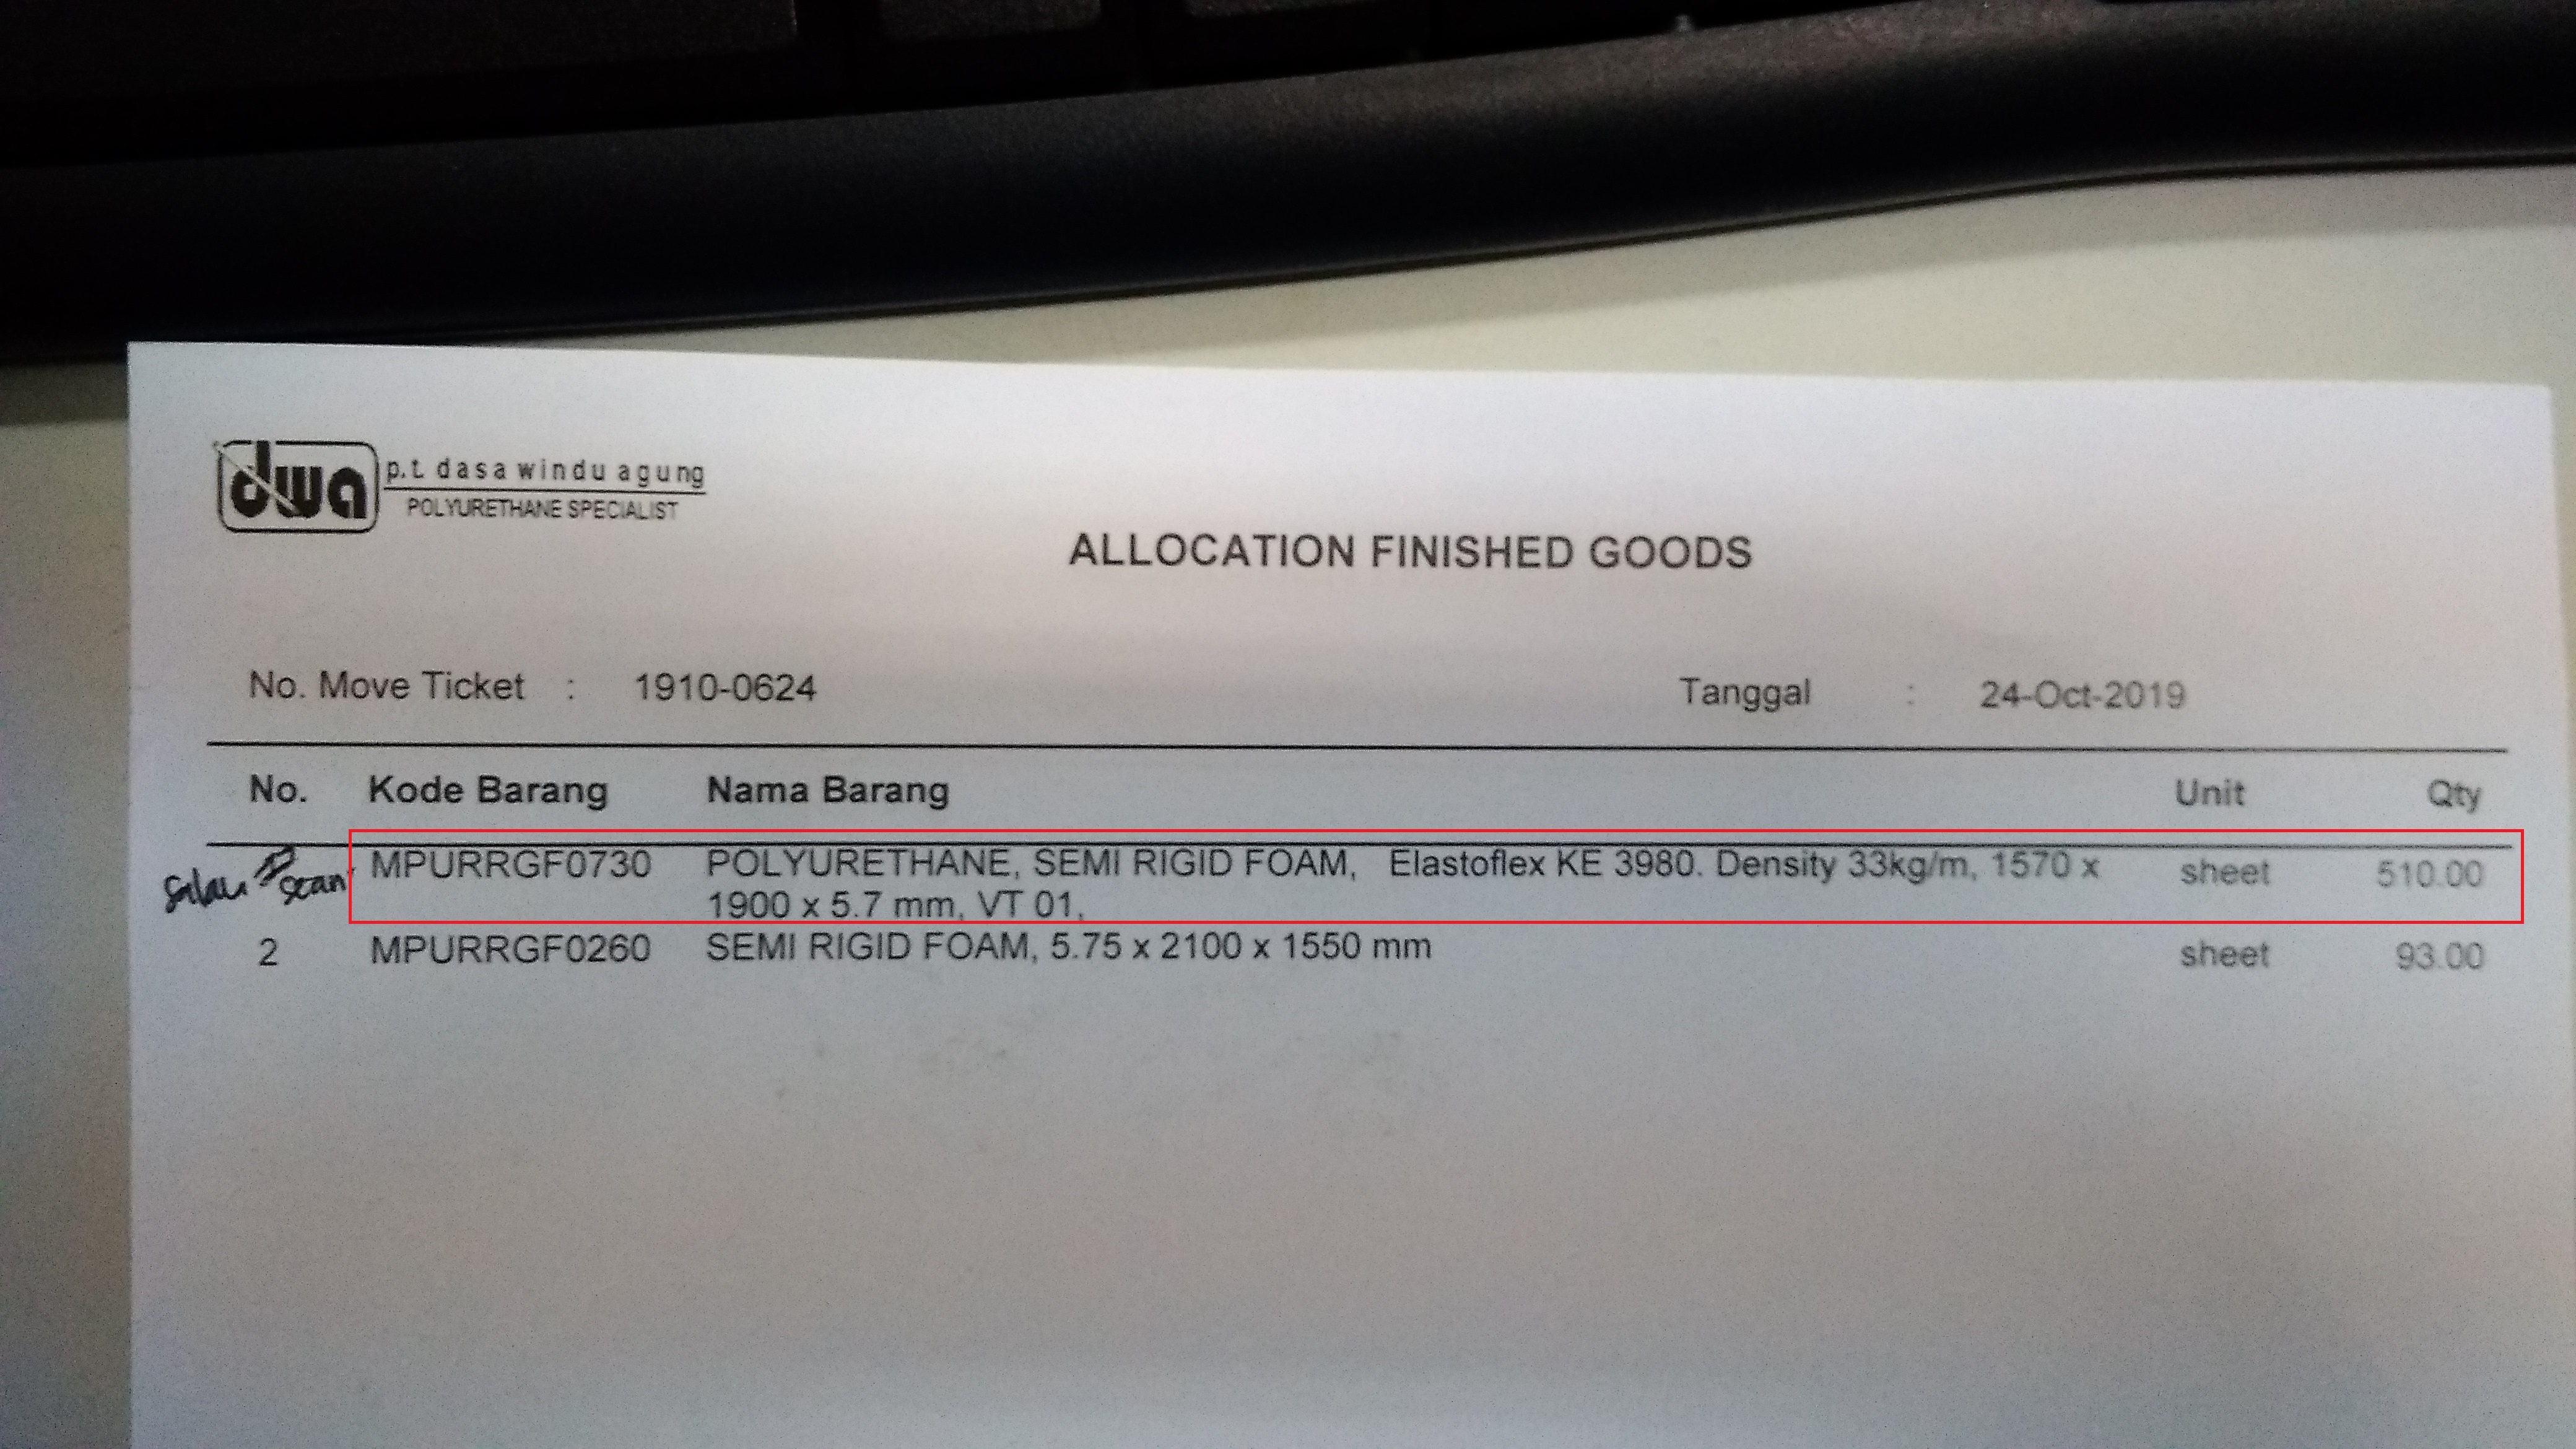 dwa p.t. dasa windu agung
POLYURETHANE SPECIALIST
ALLOCATION FINISHED GOODS
No. Move Ticket : 1910-0624 Tanggal : 24-Oct-2019
No. Kode Barang Nama Barang Unit Qty
salah scan MPURRGF0730 POLYURETHANE, SEMI RIGID FOAM, Elastoflex KE 3980. Density 33kg/m, 1570 x sheet 510.00
1900 x 5.7 mm, VT 01,
2 MPURRGF0260 SEMI RIGID FOAM, 5.75 x 2100 x 1550 mm sheet 93.00